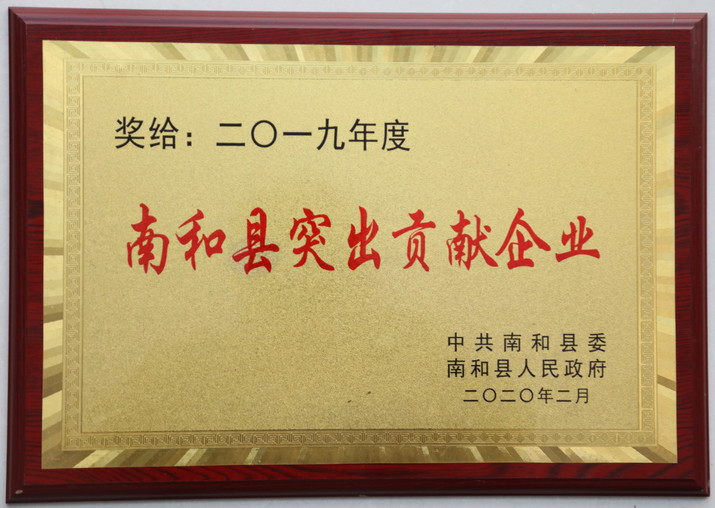 奖给：二〇一九年度
南和县突出贡献企业
中共南和县委
南和县人民政府
二〇二〇年二月